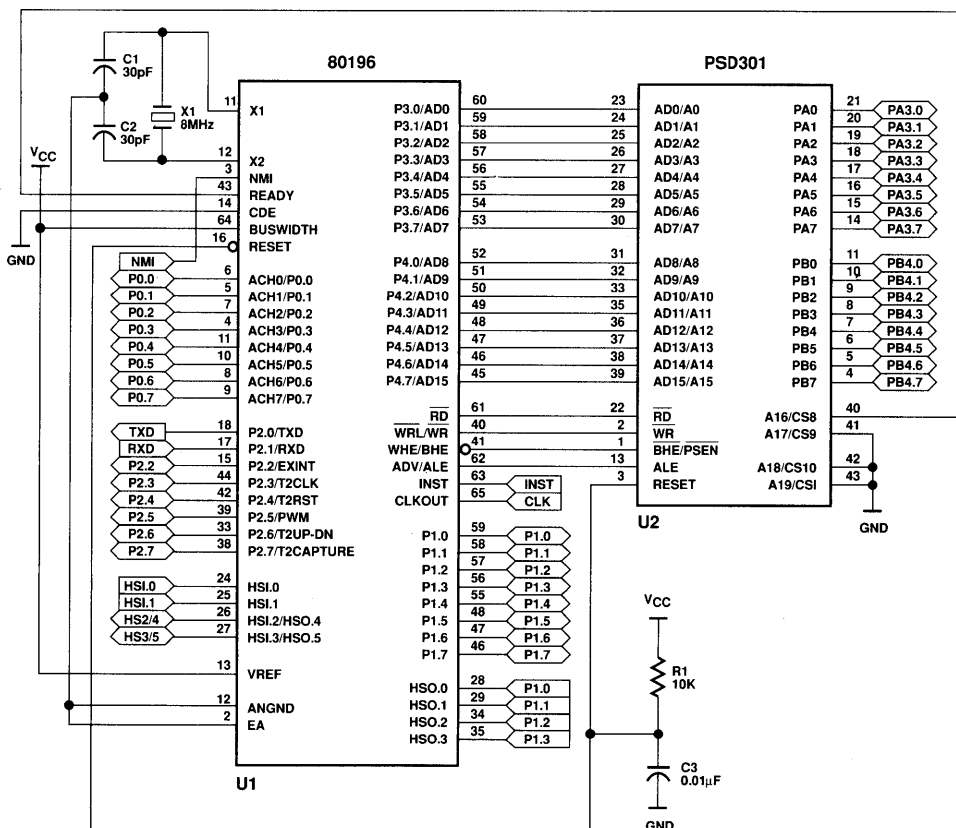 80196
PSD301
C1
30pF
C2
30pF
X1
8MHz
VCC
GND
11 X1
12 X2
3 NMI
43 READY
14 CDE
64 BUSWIDTH
16 RESET
NMI
P0.0 6 ACH0/P0.0
P0.1 5 ACH1/P0.1
P0.2 7 ACH2/P0.2
P0.3 4 ACH3/P0.3
P0.4 11 ACH4/P0.4
P0.5 10 ACH5/P0.5
P0.6 8 ACH6/P0.6
P0.7 9 ACH7/P0.7
TXD 18 P2.0/TXD
RXD 17 P2.1/RXD
P2.2 15 P2.2/EXINT
P2.3 44 P2.3/T2CLK
P2.4 42 P2.4/T2RST
P2.5 39 P2.5/PWM
P2.6 33 P2.6/T2UP-DN
P2.7 38 P2.7/T2CAPTURE
HSI.0 24 HSI.0
HSI.1 25 HSI.1
HS2/4 26 HSI.2/HSO.4
HS3/5 27 HSI.3/HSO.5
13 VREF
12 ANGND
2 EA
U1
P3.0/AD0 60
P3.1/AD1 59
P3.2/AD2 58
P3.3/AD3 57
P3.4/AD4 56
P3.5/AD5 55
P3.6/AD6 54
P3.7/AD7 53
P4.0/AD8 52
P4.1/AD9 51
P4.2/AD10 50
P4.3/AD11 49
P4.4/AD12 48
P4.5/AD13 47
P4.6/AD14 46
P4.7/AD15 45
RD 61
WRL/WR 40
WHE/BHE 41
ADV/ALE 62
INST 63 INST
CLKOUT 65 CLK
P1.0 59 P1.0
P1.1 58 P1.1
P1.2 57 P1.2
P1.3 56 P1.3
P1.4 55 P1.4
P1.5 48 P1.5
P1.6 47 P1.6
P1.7 46 P1.7
HSO.0 28 P1.0
HSO.1 29 P1.1
HSO.2 34 P1.2
HSO.3 35 P1.3
23 AD0/A0
24 AD1/A1
25 AD2/A2
26 AD3/A3
27 AD4/A4
28 AD5/A5
29 AD6/A6
30 AD7/A7
31 AD8/A8
32 AD9/A9
33 AD10/A10
35 AD11/A11
36 AD12/A12
37 AD13/A13
38 AD14/A14
39 AD15/A15
22 RD
2 WR
1 BHE/PSEN
13 ALE
3 RESET
U2
PA0 21 PA3.0
PA1 20 PA3.1
PA2 19 PA3.2
PA3 18 PA3.3
PA4 17 PA3.4
PA5 16 PA3.5
PA6 15 PA3.6
PA7 14 PA3.7
PB0 11 PB4.0
PB1 10 PB4.1
PB2 9 PB4.2
PB3 8 PB4.3
PB4 7 PB4.4
PB5 6 PB4.5
PB6 5 PB4.6
PB7 4 PB4.7
A16/CS8 40
A17/CS9 41
A18/CS10 42
A19/CSI 43
GND
VCC
R1
10K
C3
0.01μF
GND